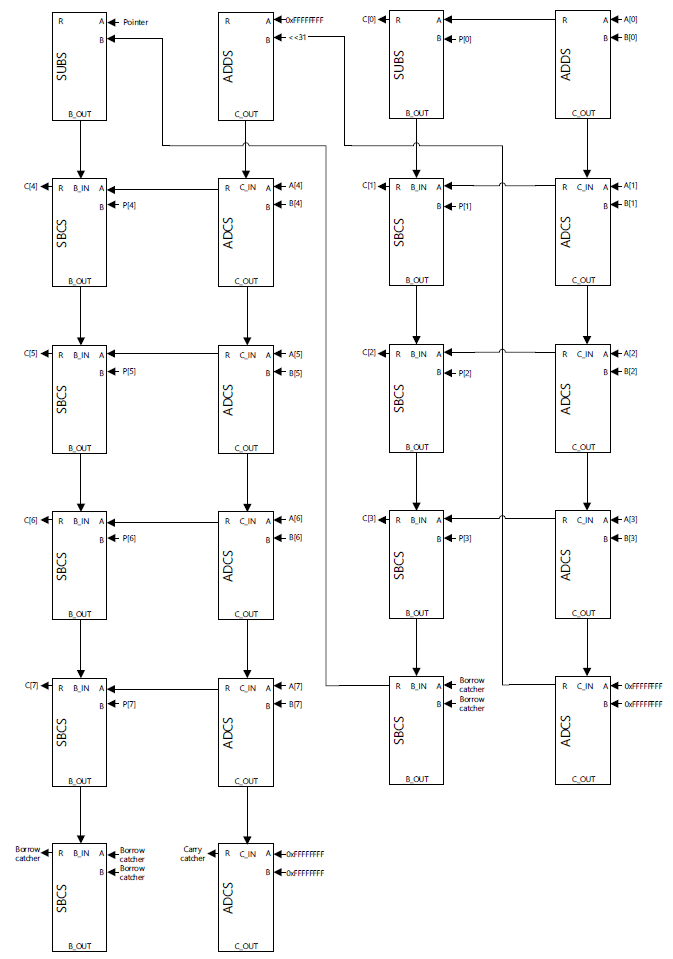 R A Pointer
B
SUBS
B_OUT
R A 0xFFFFFFFF
B <<31
ADDS
C_OUT
C[0] R A
B P[0]
SUBS
B_OUT
R A A[0]
B B[0]
ADDS
C_OUT
C[4] R B_IN A
B P[4]
SBCS
B_OUT
R C_IN A A[4]
B B[4]
ADCS
C_OUT
C[1] R B_IN A
B P[1]
SBCS
B_OUT
R C_IN A A[1]
B B[1]
ADCS
C_OUT
C[5] R B_IN A
B P[5]
SBCS
B_OUT
R C_IN A A[5]
B B[5]
ADCS
C_OUT
C[2] R B_IN A
B P[2]
SBCS
B_OUT
R C_IN A A[2]
B B[2]
ADCS
C_OUT
C[6] R B_IN A
B P[6]
SBCS
B_OUT
R C_IN A A[6]
B B[6]
ADCS
C_OUT
C[3] R B_IN A
B P[3]
SBCS
B_OUT
R C_IN A A[3]
B B[3]
ADCS
C_OUT
C[7] R B_IN A
B P[7]
SBCS
B_OUT
R C_IN A A[7]
B B[7]
ADCS
C_OUT
R B_IN A Borrow
catcher
B Borrow
catcher
SBCS
B_OUT
R C_IN A 0xFFFFFFFF
B 0xFFFFFFFF
ADCS
C_OUT
Borrow
catcher
R B_IN A Borrow
catcher
B Borrow
catcher
SBCS
B_OUT
Carry
catcher
R C_IN A 0xFFFFFFFF
B 0xFFFFFFFF
ADCS
C_OUT